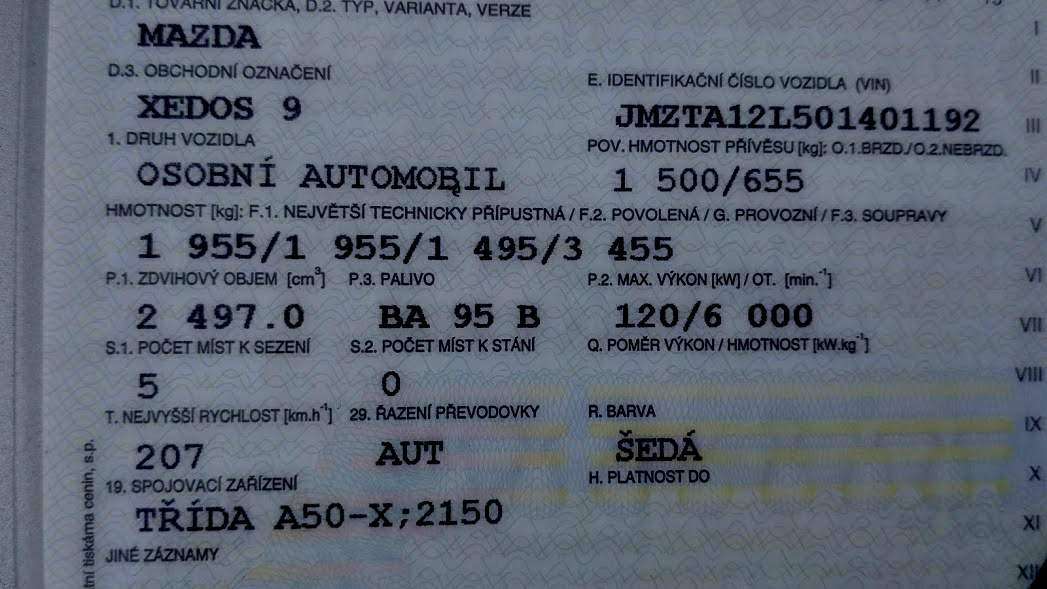 D.1. TOVÁRNÍ ZNAČKA, D.2. TYP, VARIANTA, VERZE
MAZDA
I
D.3. OBCHODNÍ OZNAČENÍ
E. IDENTIFIKAČNÍ ČÍSLO VOZIDLA (VIN)
II
XEDOS 9
JMZTA12L501401192
III
1. DRUH VOZIDLA
POV. HMOTNOST PŘÍVĚSU [kg]: O.1.BRZD./O.2.NEBRZD.
OSOBNÍ AUTOMOBIL
1 500/655
IV
HMOTNOST [kg]: F.1. NEJVĚTŠÍ TECHNICKY PŘÍPUSTNÁ / F.2. POVOLENÁ / G. PROVOZNÍ / F.3. SOUPRAVY
V
1 955/1 955/1 495/3 455
P.1. ZDVIHOVÝ OBJEM [cm³]
P.3. PALIVO
P.2. MAX. VÝKON [kW] / OT. [min.⁻¹]
VI
2 497.0
BA 95 B
120/6 000
VII
S.1. POČET MÍST K SEZENÍ
S.2. POČET MÍST K STÁNÍ
Q. POMĚR VÝKON / HMOTNOST [kW.kg⁻¹]
5
0
VIII
T. NEJVYŠŠÍ RYCHLOST [km.h⁻¹]
29. ŘAZENÍ PŘEVODOVKY
R. BARVA
IX
207
AUT
ŠEDÁ
19. SPOJOVACÍ ZAŘÍZENÍ
H. PLATNOST DO
X
TŘÍDA A50-X;2150
XI
JINÉ ZÁZNAMY
XII
tiskárna cenin, s.p.